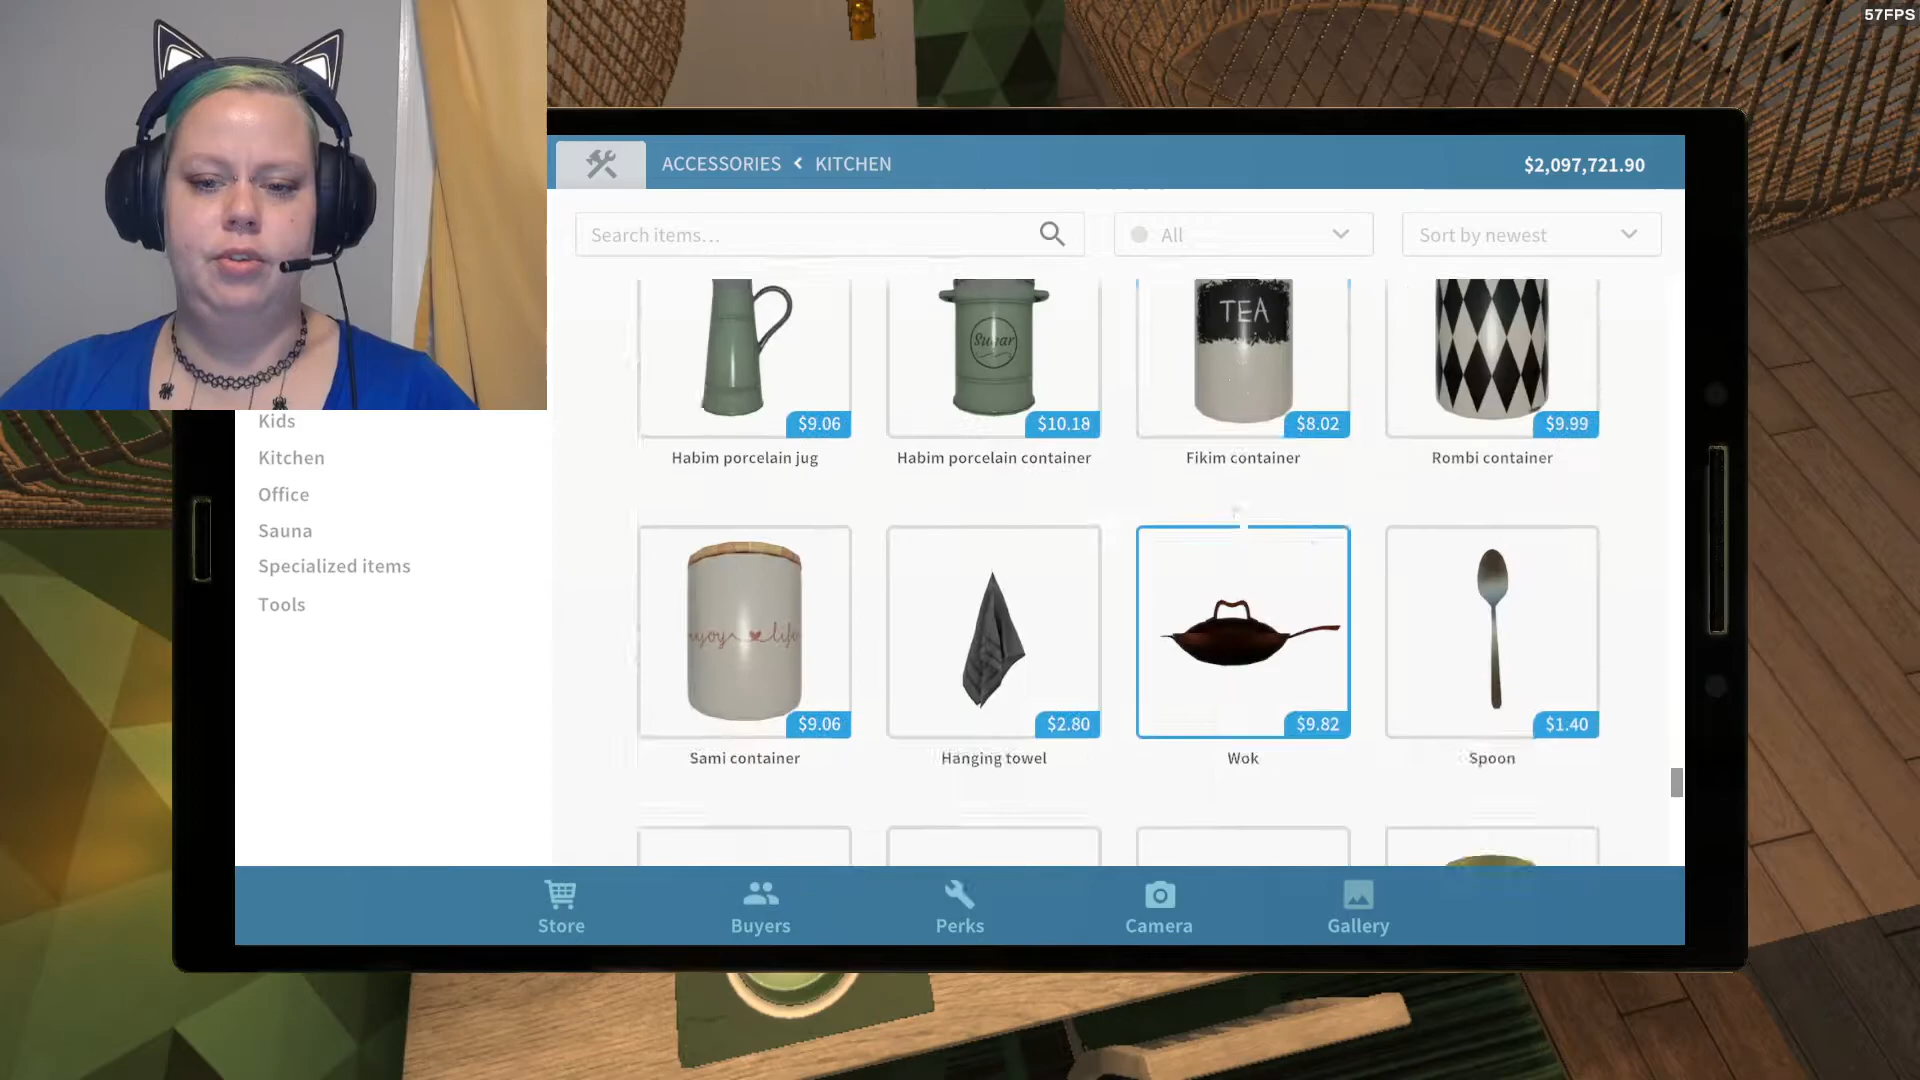 57FPS
ACCESSORIES < KITCHEN
$2,097,721.90
Search items...
All
Sort by newest
TEA
Sugar
$9.06
$10.18
$8.02
$9.99
Habim porcelain jug
Habim porcelain container
Fikim container
Rombi container
Kids
Kitchen
Office
Sauna
Specialized items
Tools
life
$9.06
$2.80
$9.82
$1.40
Sami container
Hanging towel
Wok
Spoon
Store
Buyers
Perks
Camera
Gallery